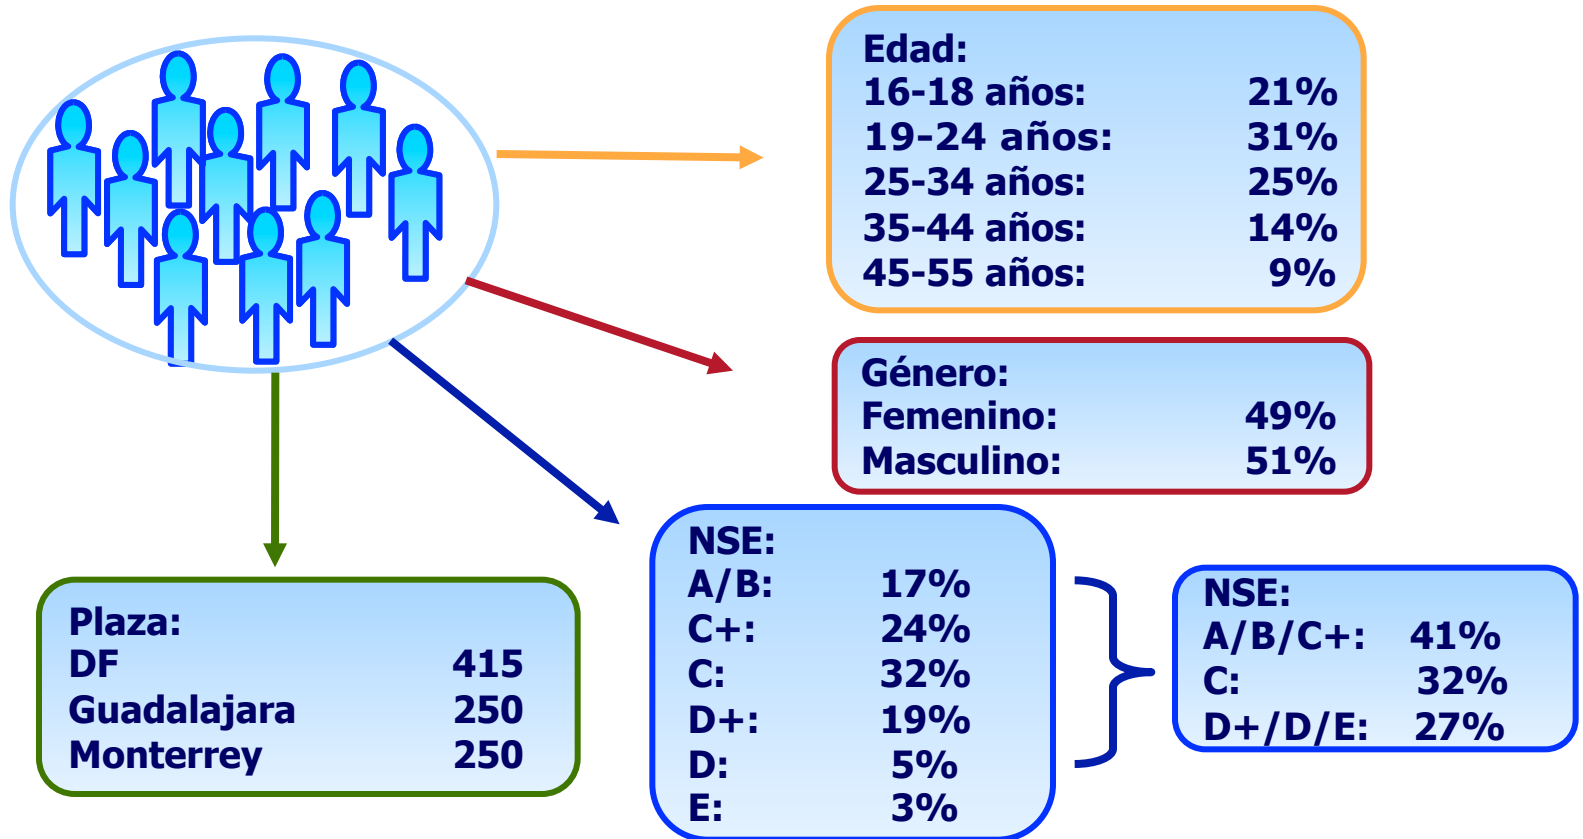 Edad:
16-18 años: 21%
19-24 años: 31%
25-34 años: 25%
35-44 años: 14%
45-55 años: 9%
Género:
Femenino: 49%
Masculino: 51%
NSE:
A/B: 17%
C+: 24%
C: 32%
D+: 19%
D: 5%
E: 3%
NSE:
A/B/C+: 41%
C: 32%
D+/D/E: 27%
Plaza:
DF 415
Guadalajara 250
Monterrey 250